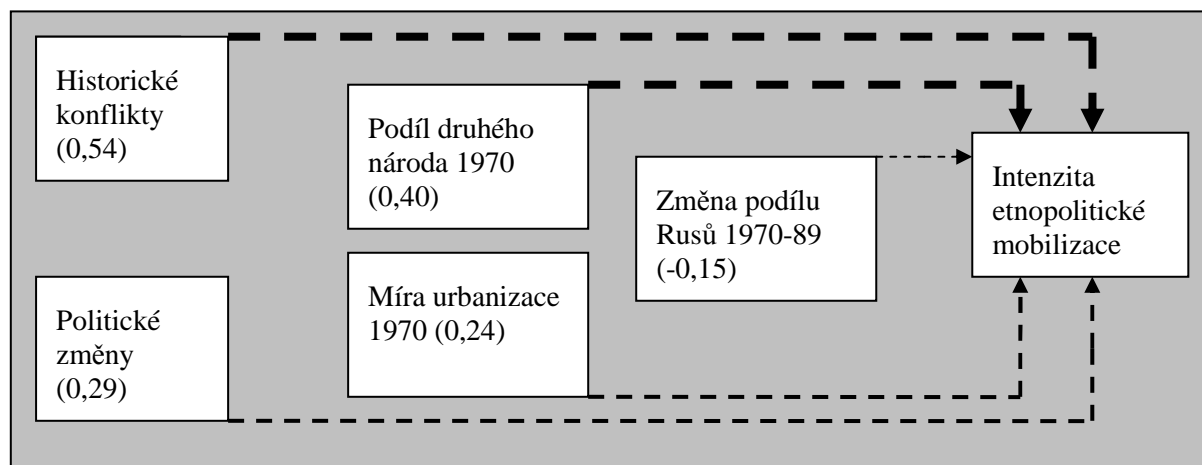 Historické
konflikty
(0,54)
Podíl druhého
národa 1970
(0,40)
Změna podílu
Rusů 1970-89
(-0,15)
Intenzita
etnopolitické
mobilizace
Politické
změny
(0,29)
Míra urbanizace
1970 (0,24)